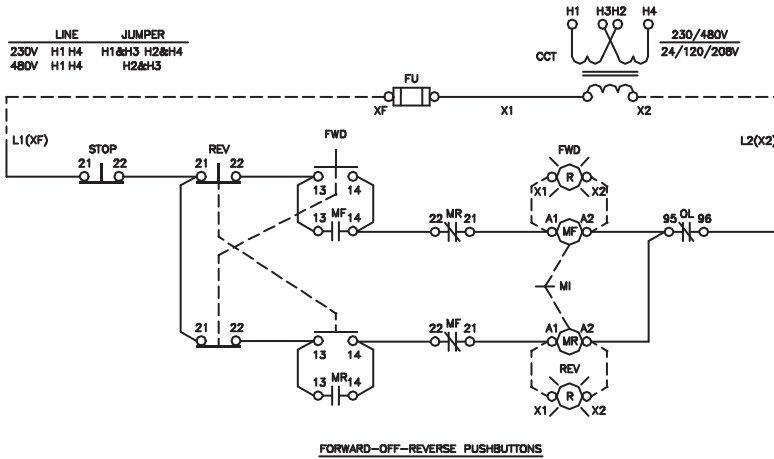 H1 H3 H2 H4
LINE JUMPER
230V H1 H4 H1&H3 H2&H4
480V H1 H4 H2&H3
CCT
230/480V
24/120/208V
FU
XF X1 X2
L1(XF) L2(X2)
STOP REV FWD FWD
21 22 21 22 13 14 X1 R X2
13 MF 14 22 MR 21 A1 MF A2 95 OL 96
MI
21 22 13 14 22 MF 21 A1 MR A2
13 MR 14 REV
X1 R X2
FORWARD-OFF-REVERSE PUSHBUTTONS